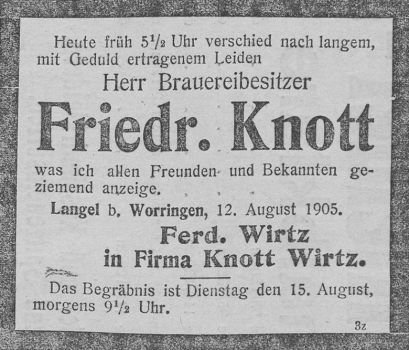 Heute früh 5½ Uhr verschied nach langem,
mit Geduld ertragenem Leiden
Herr Brauereibesitzer
Friedr. Knott
was ich allen Freunden und Bekannten ge-
ziemend anzeige.
Langel b. Worringen, 12. August 1905.
Ferd. Wirtz
in Firma Knott Wirtz.
Das Begräbnis ist Dienstag den 15. August,
morgens 9½ Uhr.
3z